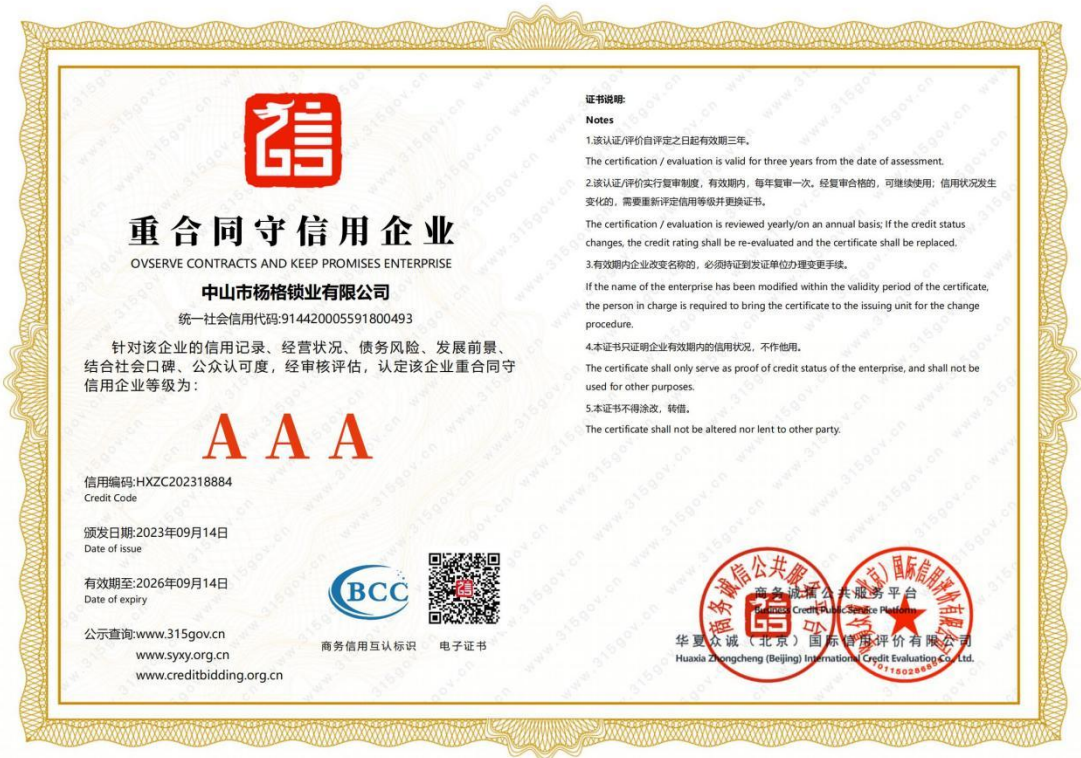 重合同守信用企业
OVSERVE CONTRACTS AND KEEP PROMISES ENTERPRISE
中山市杨格锁业有限公司
统一社会信用代码:914420005591800493
针对该企业的信用记录、经营状况、债务风险、发展前景、
结合社会口碑、公众认可度，经审核评估，认定该企业重合同守
信用企业等级为：
AAA
信用编码:HXZC202318884
Credit Code
颁发日期:2023年09月14日
Date of issue
有效期至:2026年09月14日
Date of expiry
公示查询:www.315gov.cn
www.syxy.org.cn
www.creditbidding.org.cn
BCC
商务信用互认标识
电子证书
证书说明:
Notes
1.该认证/评价自评定之日起有效期三年。
The certification / evaluation is valid for three years from the date of assessment.
2.该认证/评价实行复审制度，有效期内，每年复审一次。经复审合格的，可继续使用；信用状况发生
变化的，需要重新评定信用等级并更换证书。
The certification / evaluation is reviewed yearly/on an annual basis; If the credit status
changes, the credit rating shall be re-evaluated and the certificate shall be replaced.
3.有效期内企业改变名称的，必须持证到发证单位办理变更手续。
If the name of the enterprise has been modified within the validity period of the certificate,
the person in charge is required to bring the certificate to the issuing unit for the change
procedure.
4.本证书只证明企业有效期内的信用状况，不作他用。
The certificate shall only serve as proof of credit status of the enterprise, and shall not be
used for other purposes.
5.本证书不得涂改，转借。
The certificate shall not be altered nor lent to other party.
商务诚信公共服务平台
Business Credit Public Service Platform
华夏众诚（北京）国际信用评价有限公司
Huaxia Zhongcheng (Beijing) International Credit Evaluation Co., Ltd.
商务诚信公共服务平台
www.315gov.cn